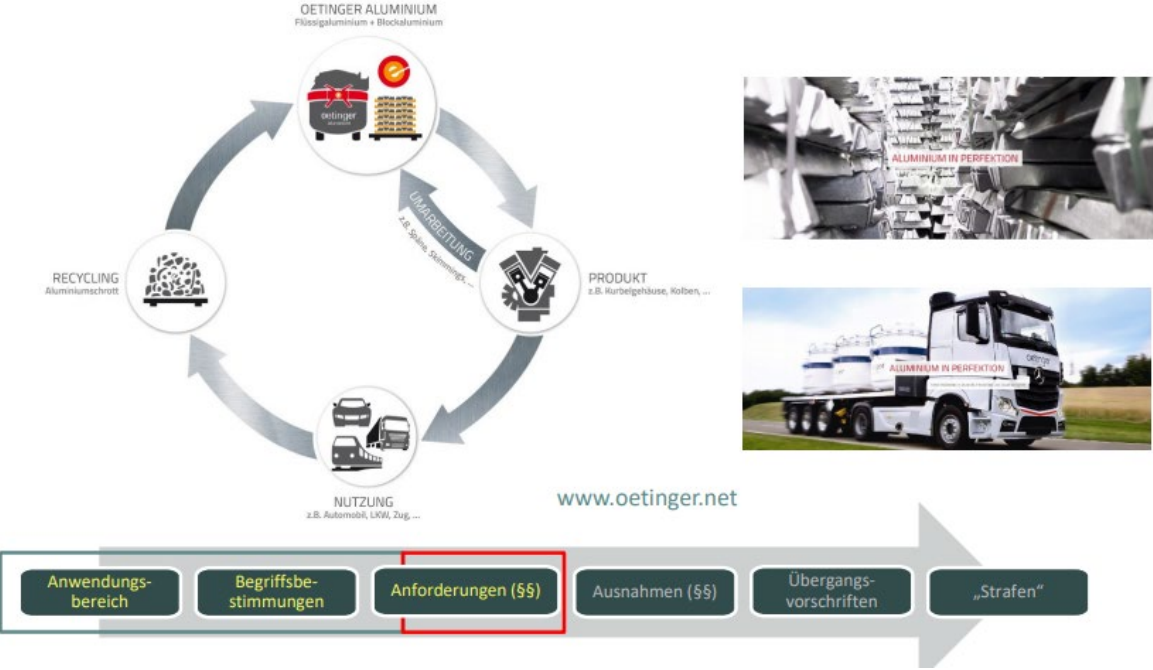 OETINGER ALUMINIUM
Flüssigaluminium + Blockaluminium
oetinger
UMARBEITUNG
z.B. Späne, Skimmings, ...
RECYCLING
Aluminiumschrott
PRODUKT
z.B. Kurbelgehäuse, Kolben, ...
NUTZUNG
z.B. Automobil, LKW, Zug, ...
ALUMINIUM IN PERFEKTION
oetinger
ALUMINIUM IN PERFEKTION
www.oetinger.net
Anwendungs-
bereich
Begriffsbe-
stimmungen
Anforderungen (§§)
Ausnahmen (§§)
Übergangs-
vorschriften
„Strafen“